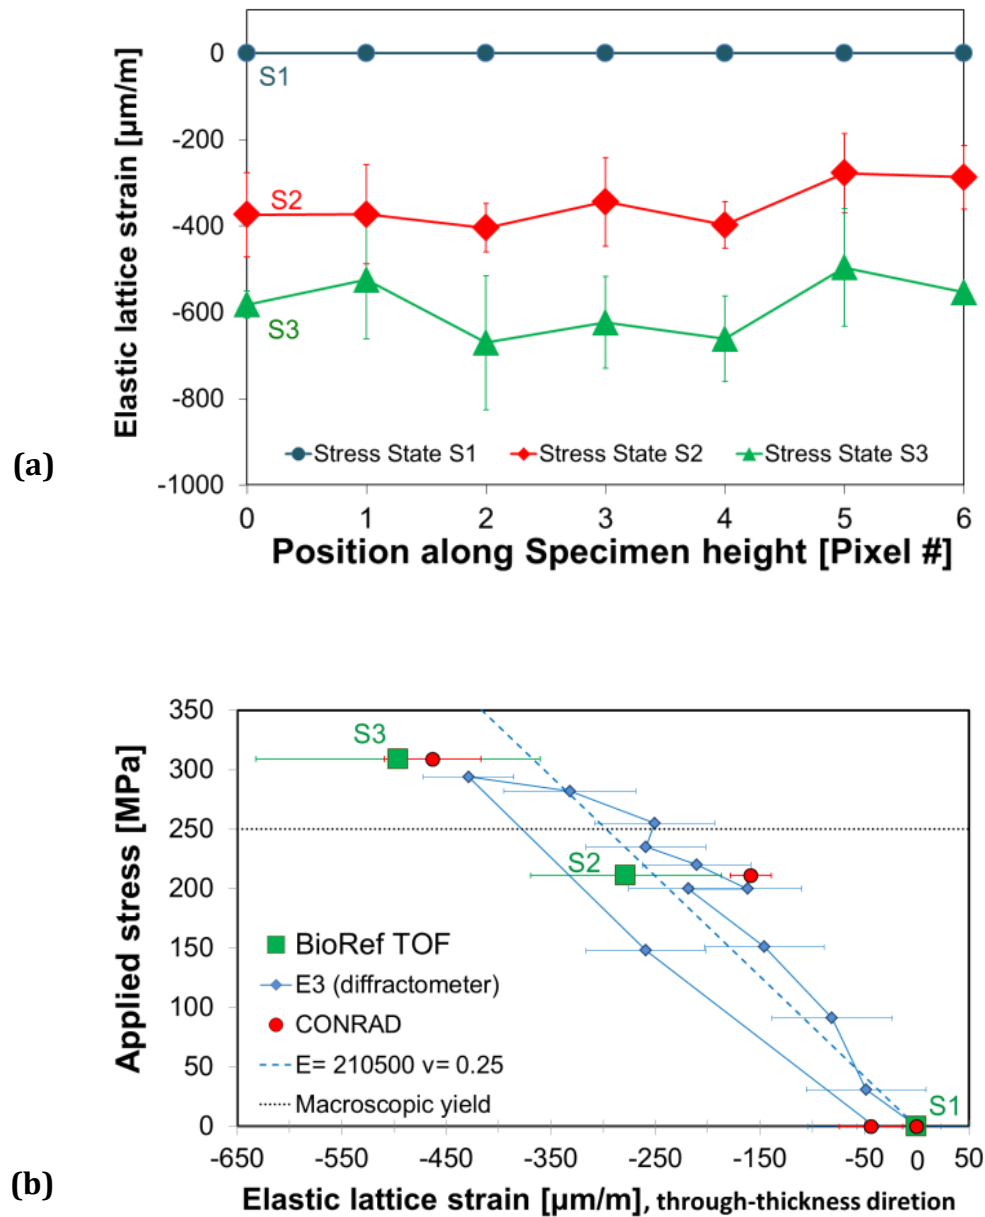 Elastic lattice strain [µm/m]
0
-200
-400
-600
-800
-1000
S1
S2
S3
Stress State S1 Stress State S2 Stress State S3
0 1 2 3 4 5 6
Position along Specimen height [Pixel #]
(a)
Applied stress [MPa]
350
300
250
200
150
100
50
0
S3
S2
S1
BioRef TOF
E3 (diffractometer)
CONRAD
E= 210500 v= 0.25
Macroscopic yield
-650 -450 -350 -250 -150 -50 0 50
Elastic lattice strain [µm/m], through-thickness diretion
(b)